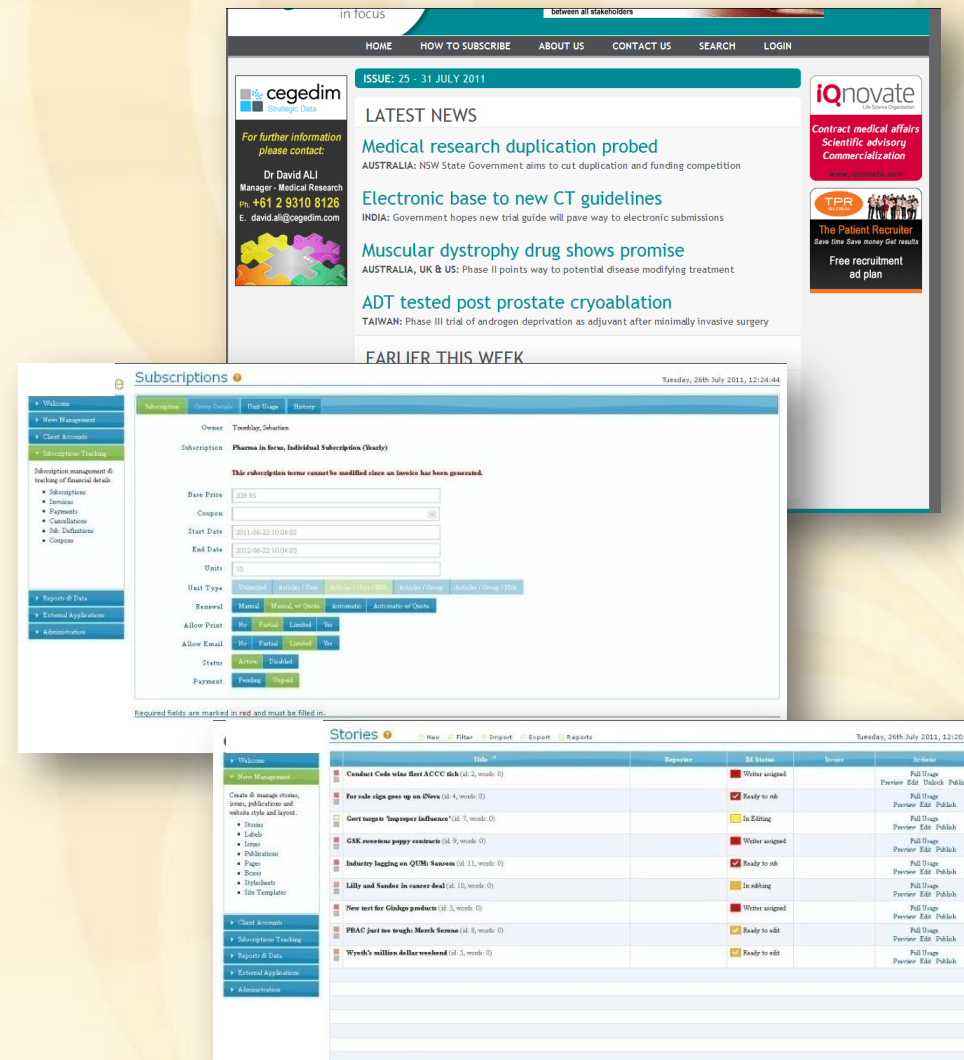 in focus
between all stakeholders
HOME HOW TO SUBSCRIBE ABOUT US CONTACT US SEARCH LOGIN
cegedim
Strategic Data
For further information
please contact:
Dr David ALI
Manager - Medical Research
Ph. +61 2 9310 8126
E. david.ali@cegedim.com
ISSUE: 25 - 31 JULY 2011
LATEST NEWS
Medical research duplication probed
AUSTRALIA: NSW State Government aims to cut duplication and funding competition
Electronic base to new CT guidelines
INDIA: Government hopes new trial guide will pave way to electronic submissions
Muscular dystrophy drug shows promise
AUSTRALIA, UK & US: Phase II points way to potential disease modifying treatment
ADT tested post prostate cryoablation
TAIWAN: Phase III trial of androgen deprivation as adjuvant after minimally invasive surgery
EARLIER THIS WEEK
iQnovate
Life Science Organisation
Contract medical affairs
Scientific advisory
Commercialization
www.iqnovate.com
TPR
GLOBAL
The Patient Recruiter
Save time Save money Get results
Free recruitment
ad plan
e
Welcome
News Management
Client Accounts
Subscriptions Tracking
Subscription management &
tracking of financial details.
Subscriptions
Invoices
Payments
Cancellations
Sub. Definitions
Coupons
Reports & Data
External Applications
Administration
Subscriptions
Tuesday, 26th July 2011, 12:24:44
Subscription Group Details Unit Usage History
Owner Tremblay, Sebastien
Subscription Pharma in focus, Individual Subscription (Yearly)
This subscription terms cannot be modified since an invoice has been generated.
Base Price 339.93
Coupon
Start Date 2011-06-22 10:04:03
End Date 2012-06-22 10:04:03
Units 10
Unit Type Unlimited Articles / User Articles / User / Mth Articles / Group Articles / Group / Mth
Renewal Manual Manual, w/ Quote Automatic Automatic w/ Quote
Allow Print No Partial Limited Yes
Allow Email No Partial Limited Yes
Status Active Disabled
Payment Pending Unpaid
Required fields are marked in red and must be filled in.
Welcome
News Management
Create & manage stories,
issues, publications and
website style and layout.
Stories
Labels
Issues
Publications
Pages
Boxes
Stylesheets
Site Templates
Client Accounts
Subscriptions Tracking
Reports & Data
External Applications
Administration
Stories New Filter Import Export Reports
Tuesday, 26th July 2011, 12:20:
Title Reporter Ed Status Issues Actions
Conduct Code wins first ACCC tick (id: 2, words: 0) Writer assigned Full Usage
Preview Edit Unlock Publis
For sale sign goes up on iNova (id: 4, words: 0) Ready to sub Full Usage
Preview Edit Publish
Govt targets 'improper influence' (id: 7, words: 0) In Editing Full Usage
Preview Edit Publish
GSK sweetens poppy contracts (id: 9, words: 0) Writer assigned Full Usage
Preview Edit Publish
Industry lagging on QUM: Sansom (id: 11, words: 0) Ready to sub Full Usage
Preview Edit Publish
Lilly and Sandoz in cancer deal (id: 10, words: 0) In subbing Full Usage
Preview Edit Publish
New test for Ginkgo products (id: 3, words: 0) Writer assigned Full Usage
Preview Edit Publish
PBAC just too tough: Merck Serono (id: 8, words: 0) Ready to edit Full Usage
Preview Edit Publish
Wyeth's million dollar weekend (id: 5, words: 0) Ready to edit Full Usage
Preview Edit Publish